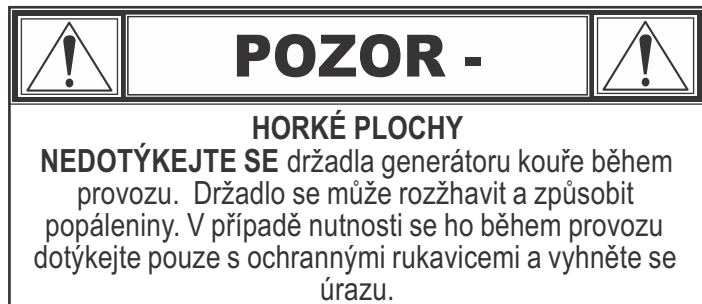 POZOR -
HORKÉ PLOCHY
NEDOTÝKEJTE SE držadla generátoru kouře během
provozu.  Držadlo se může rozžhavit a způsobit
popáleniny. V případě nutnosti se ho během provozu
dotýkejte pouze s ochrannými rukavicemi a vyhněte se
úrazu.